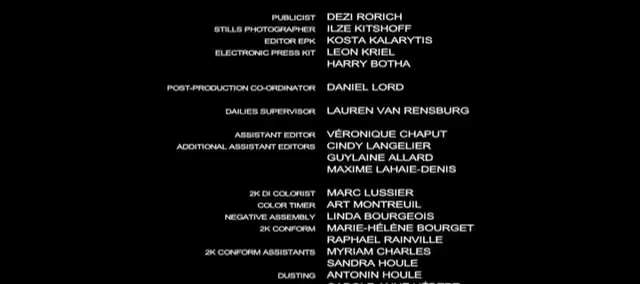 PUBLICIST DEZI RORICH
STILLS PHOTOGRAPHER ILZE KITSHOFF
EDITOR EPK KOSTA KALARYTIS
ELECTRONIC PRESS KIT LEON KRIEL
HARRY BOTHA
POST-PRODUCTION CO-ORDINATOR DANIEL LORD
DAILIES SUPERVISOR LAUREN VAN RENSBURG
ASSISTANT EDITOR VÉRONIQUE CHAPUT
ADDITIONAL ASSISTANT EDITORS CINDY LANGELIER
GUYLAINE ALLARD
MAXIME LAHAIE-DENIS
2K DI COLORIST MARC LUSSIER
COLOR TIMER ART MONTREUIL
NEGATIVE ASSEMBLY LINDA BOURGEOIS
2K CONFORM MARIE-HÉLÈNE BOURGET
RAPHAEL RAINVILLE
2K CONFORM ASSISTANTS MYRIAM CHARLES
SANDRA HOULE
DUSTING ANTONIN HOULE